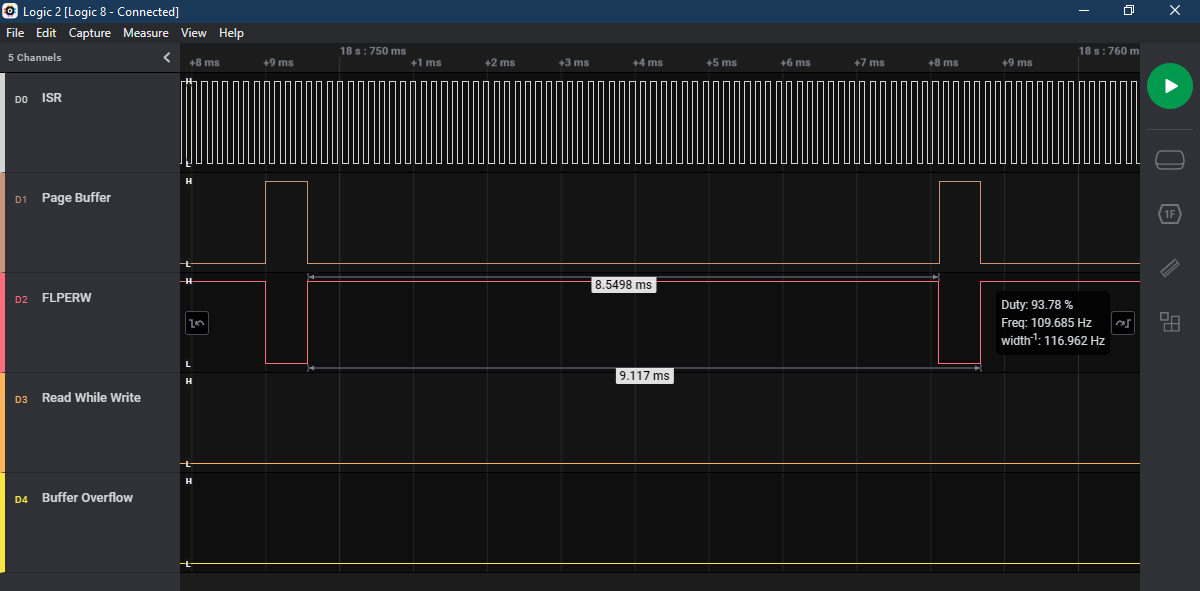 Logic 2 [Logic 8 - Connected]
File Edit Capture Measure View Help
5 Channels
18 s : 750 ms
18 s : 760 m
+8 ms +9 ms +1 ms +2 ms +3 ms +4 ms +5 ms +6 ms +7 ms +8 ms +9 ms
D0 ISR
H
L
D1 Page Buffer
H
L
D2 FLPERW
H
8.5498 ms
Duty: 93.78 %
Freq: 109.685 Hz
width-1: 116.962 Hz
L
9.117 ms
D3 Read While Write
H
L
D4 Buffer Overflow
H
L
1F